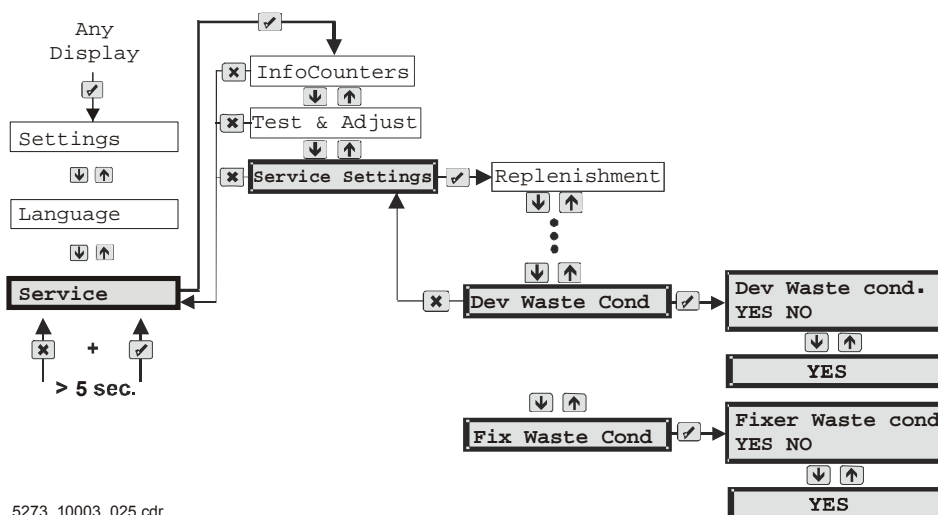 Any
Display
Settings
Language
Service
+
> 5 sec.
InfoCounters
Test & Adjust
Service Settings
Replenishment
Dev Waste Cond
Dev Waste cond.
YES NO
YES
Fix Waste Cond
Fixer Waste cond
YES NO
YES
5273_10003_025.cdr